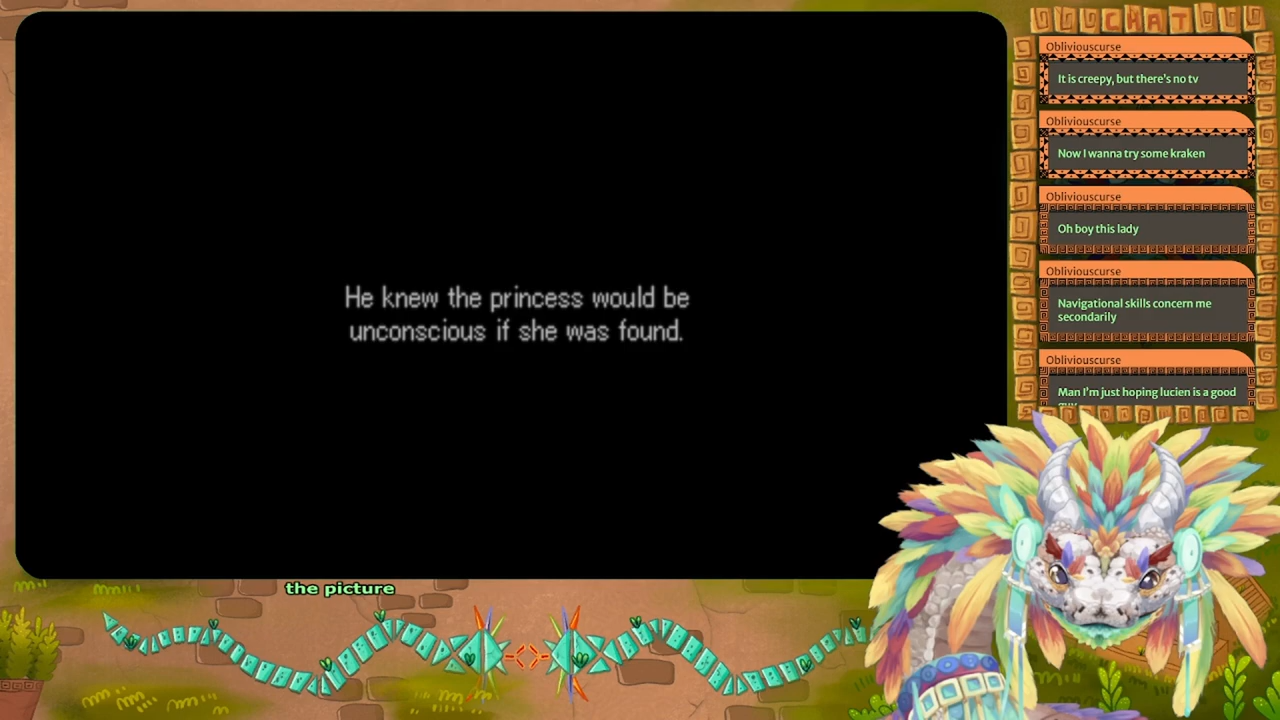 CHAT
Obliviouscurse
It is creepy, but there's no tv
Obliviouscurse
Now I wanna try some kraken
Obliviouscurse
Oh boy this lady
Obliviouscurse
Navigational skills concern me
secondarily
Obliviouscurse
Man I'm just hoping lucien is a good
He knew the princess would be
unconscious if she was found.
the picture